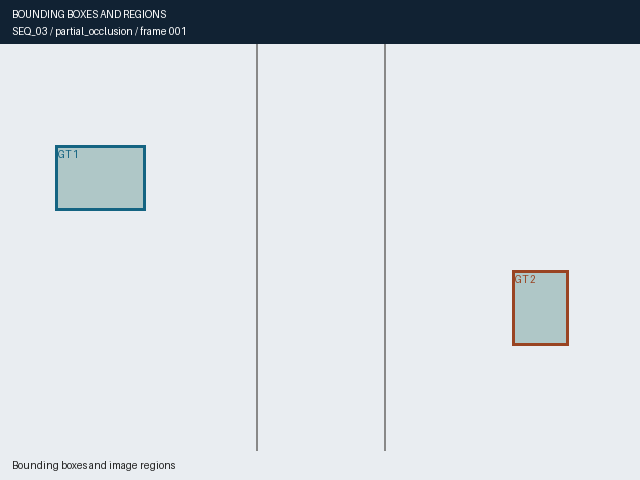 BOUNDING BOXES AND REGIONS
SEQ_03 / partial_occlusion / frame 001
GT1
GT2
Bounding boxes and image regions